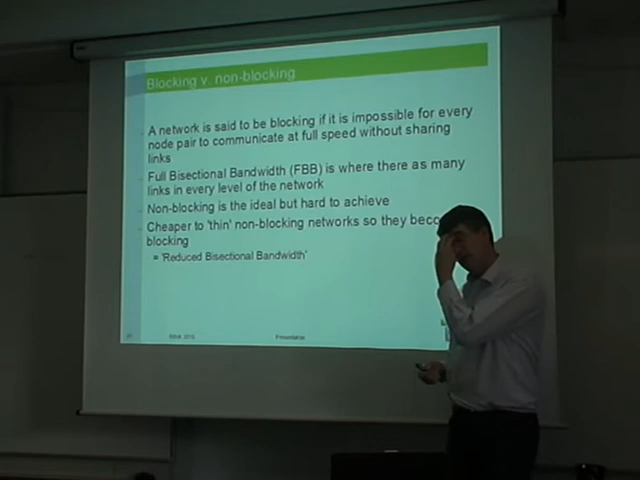 Blocking v. non-blocking
A network is said to be blocking if it is impossible for every
node pair to communicate at full speed without sharing
links
Full Bisectional Bandwidth (FBB) is where there as many
links in every level of the network
Non-blocking is the ideal but hard to achieve
Cheaper to 'thin' non-blocking networks so they beco
blocking
'Reduced Bisectional Bandwidth'
Presentation